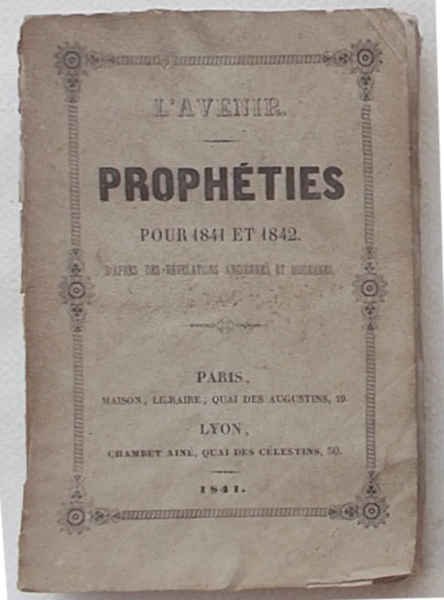 L'AVENIR.
PROPHÉTIES
POUR 1841 ET 1842.
D'APRÈS DES RÉVÉLATIONS ANCIENNES ET MODERNES.
PARIS,
MAISON, LIBRAIRE, QUAI DES AUGUSTINS, 29.
LYON,
CHAMBET AINÉ, QUAI DES CÉLESTINS, 50.
1841.